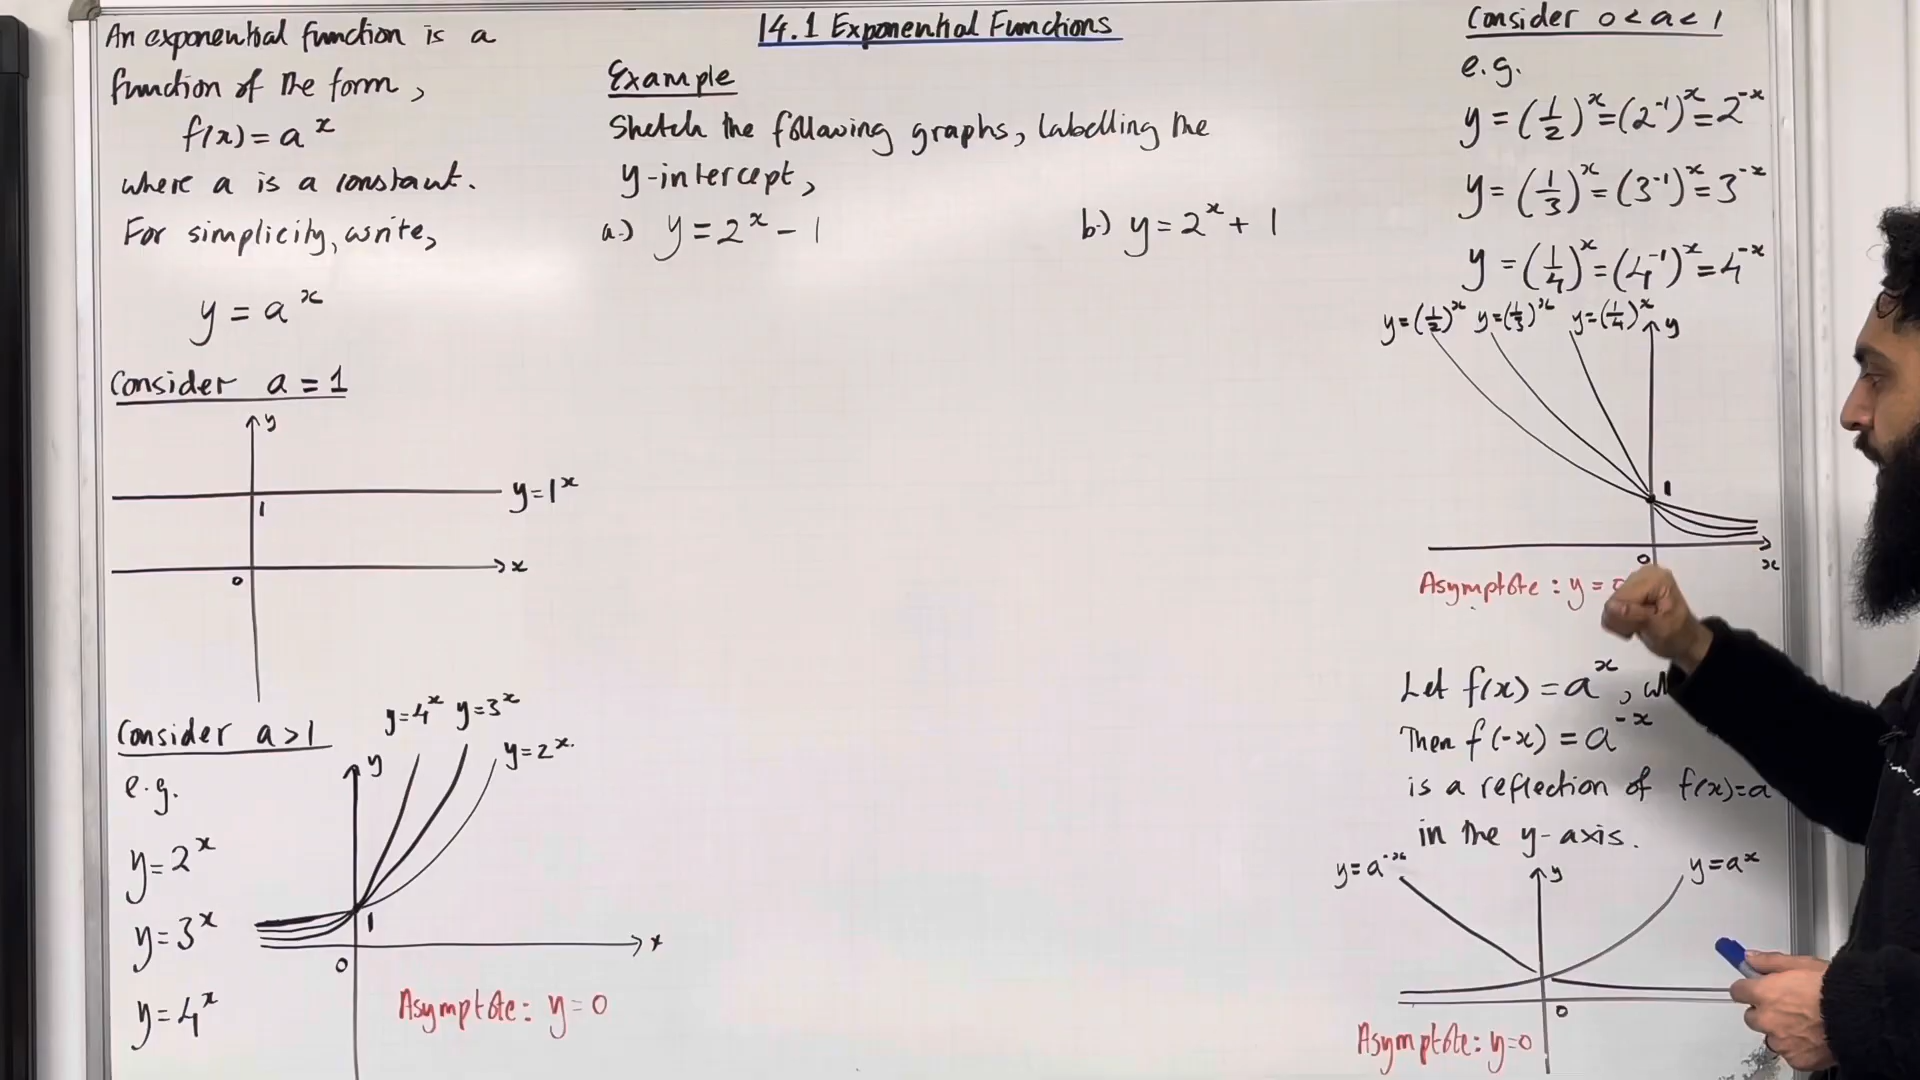 14.1 Exponential Functions
An exponential function is a
function of the form,
f(x) = a^x
where a is a constant.
For simplicity, write,
y = a^x
Consider a = 1
y
1
y=1^x
x
0
Consider a>1
e.g.
y=2^x
y=3^x
y=4^x
y=4^x y=3^x
y=2^x
y
1
x
0
Asymptote: y=0
Example
Sketch the following graphs, labelling the
y-intercept,
a.) y=2^x - 1
b.) y=2^x + 1
Consider 0<a<1
e.g.
y=(1/2)^x=(2^-1)^x=2^-x
y=(1/3)^x=(3^-1)^x=3^-x
y=(1/4)^x=(4^-1)^x=4^-x
y=(1/2)^x y=(1/3)^x y=(1/4)^x
y
1
0
x
Asymptote: y=
Let f(x) = a^x,
Then f(-x) = a^-x
is a reflection of f(x)=a
in the y-axis.
y=a^-x
y
y=a^x
0
Asymptote: y=0